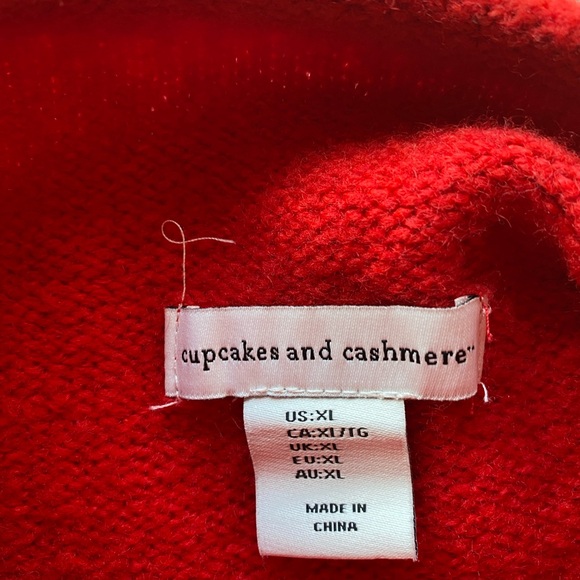 cupcakes and cashmere
US:XL
CA:XL/TG
UK:XL
EU:XL
AU:XL
MADE IN
CHINA